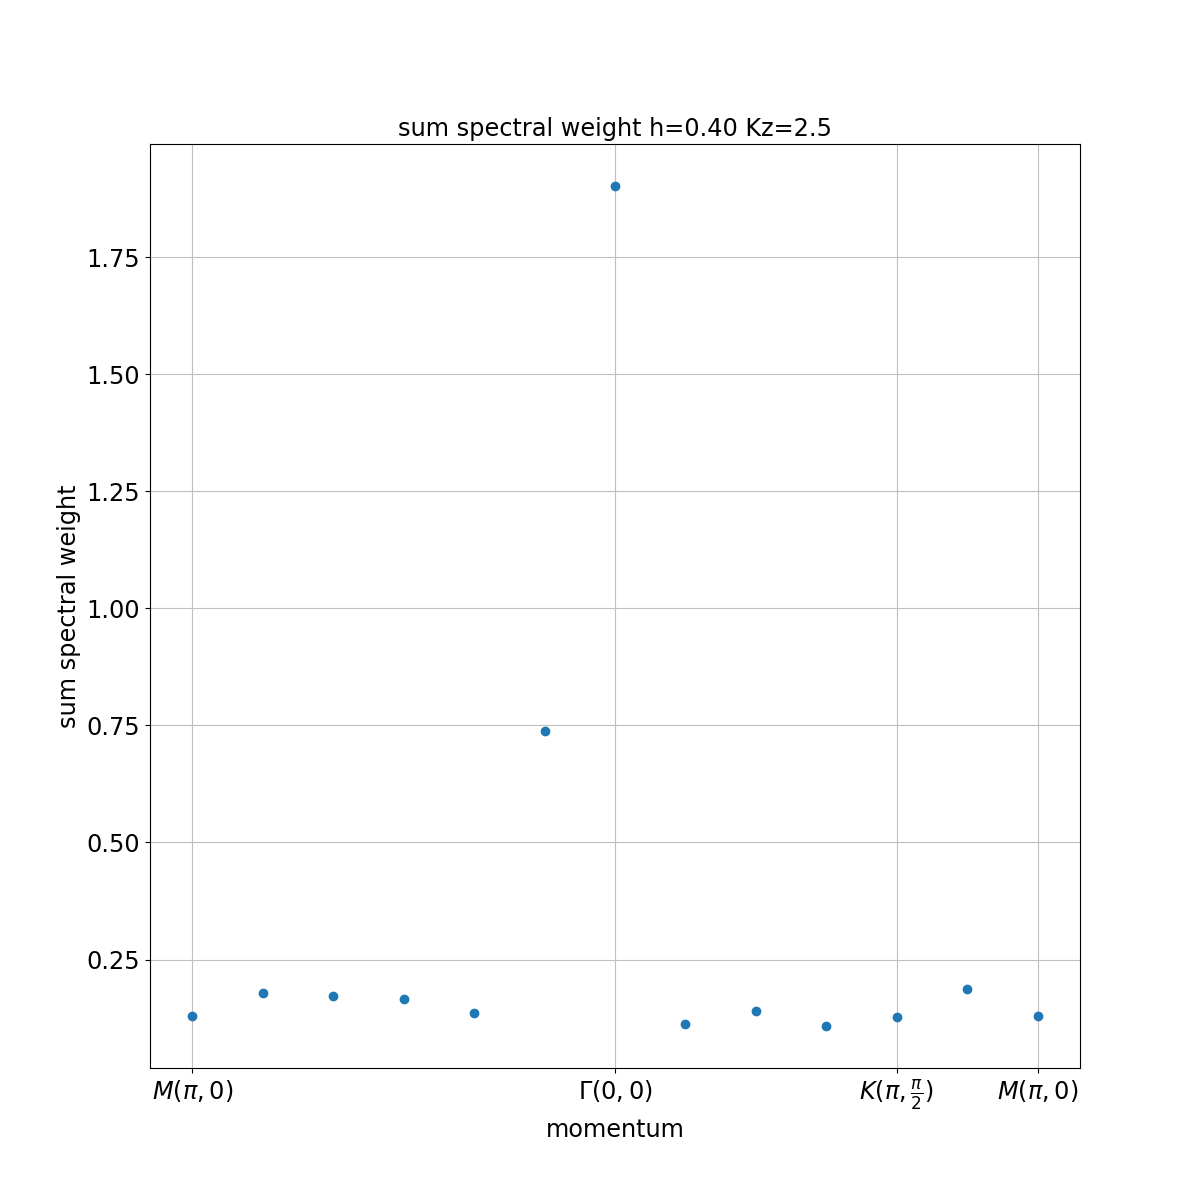 sum spectral weight h=0.40 Kz=2.5
sum spectral weight
1.75
1.50
1.25
1.00
0.75
0.50
0.25
M(π, 0)
Γ(0, 0)
K(π, π/2)
M(π, 0)
momentum